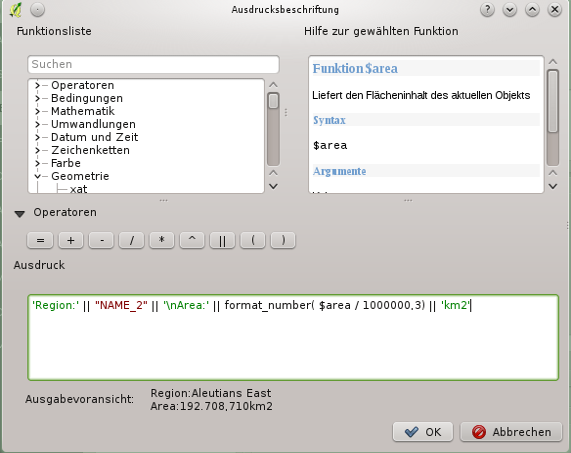 Ausdrucksbeschriftung
Funktionsliste
Hilfe zur gewählten Funktion
Suchen
Operatoren
Bedingungen
Mathematik
Umwandlungen
Datum und Zeit
Zeichenketten
Farbe
Geometrie
xat
Funktion $area
Liefert den Flächeninhalt des aktuellen Objekts
Syntax
$area
Argumente
Operatoren
= + - / * ^ || ( )
Ausdruck
'Region:' || "NAME_2" || '\nArea:' || format_number( $area / 1000000,3) || 'km2'
Ausgabevoransicht:
Region:Aleutians East
Area:192.708,710km2
OK
Abbrechen